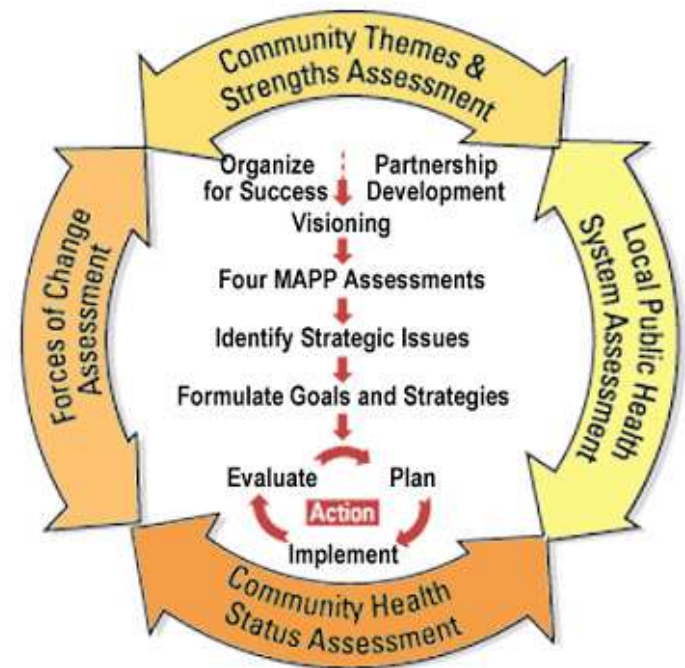 Community Themes &
Strengths Assessment
Organize
for Success
Partnership
Development
Visioning
Four MAPP Assessments
Identify Strategic Issues
Formulate Goals and Strategies
Evaluate
Plan
Action
Implement
Forces of Change
Assessment
Local Public Health
System Assessment
Community Health
Status Assessment